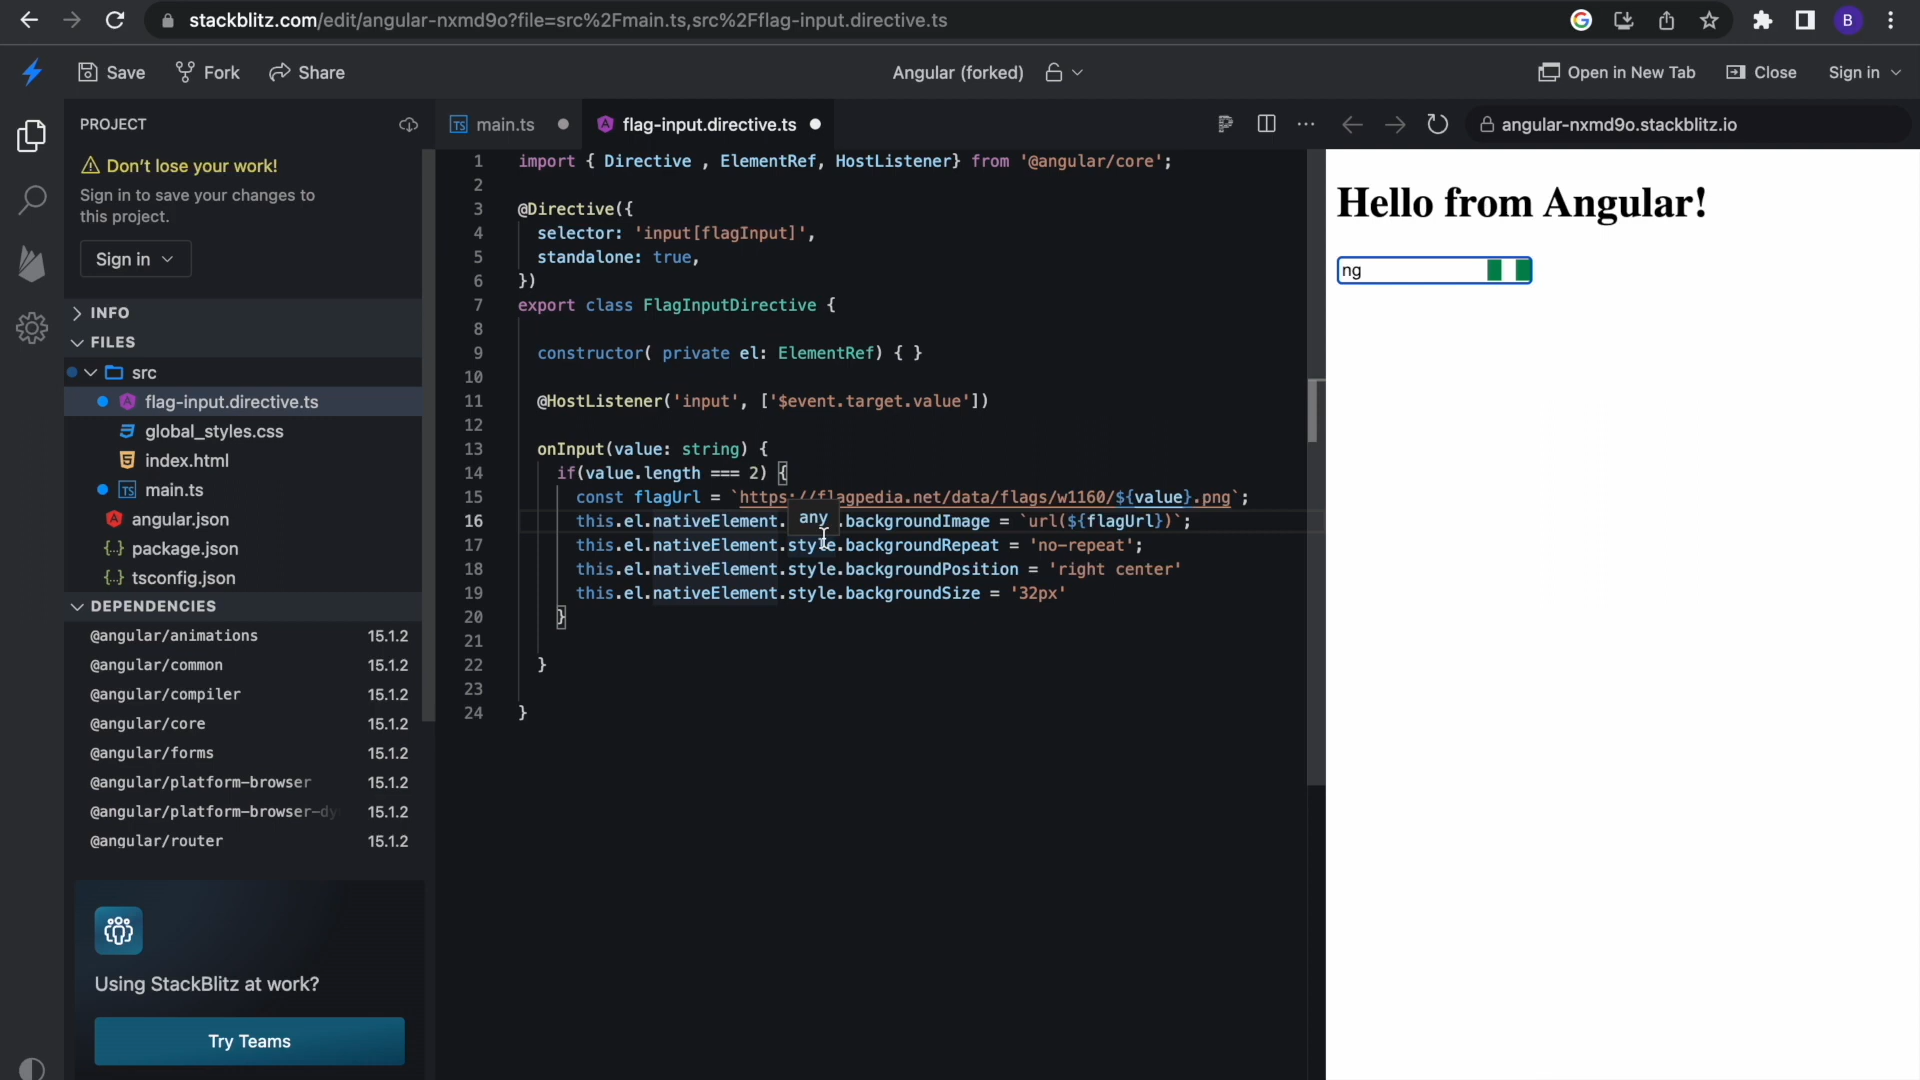 stackblitz.com/edit/angular-nxmd9o?file=src%2Fmain.ts,src%2Fflag-input.directive.ts
B
Save
Fork
Share
Angular (forked)
Open in New Tab
Close
Sign in
PROJECT
Don't lose your work!
Sign in to save your changes to
this project.
Sign in
INFO
FILES
src
flag-input.directive.ts
global_styles.css
index.html
TS main.ts
angular.json
{··} package.json
{··} tsconfig.json
DEPENDENCIES
@angular/animations 15.1.2
@angular/common 15.1.2
@angular/compiler 15.1.2
@angular/core 15.1.2
@angular/forms 15.1.2
@angular/platform-browser 15.1.2
@angular/platform-browser-dy 15.1.2
@angular/router 15.1.2
Using StackBlitz at work?
Try Teams
TS main.ts
flag-input.directive.ts
1 import { Directive , ElementRef, HostListener} from '@angular/core';
2
3 @Directive({
4 selector: 'input[flagInput]',
5 standalone: true,
6 })
7 export class FlagInputDirective {
8
9 constructor( private el: ElementRef) { }
10
11 @HostListener('input', ['$event.target.value'])
12
13 onInput(value: string) {
14 if(value.length === 2) {
15 const flagUrl = `https://flagpedia.net/data/flags/w1160/${value}.png`;
16 this.el.nativeElement. any .backgroundImage = `url(${flagUrl})`;
17 this.el.nativeElement.style.backgroundRepeat = 'no-repeat';
18 this.el.nativeElement.style.backgroundPosition = 'right center'
19 this.el.nativeElement.style.backgroundSize = '32px'
20 }
21
22 }
23
24 }
angular-nxmd9o.stackblitz.io
Hello from Angular!
ng